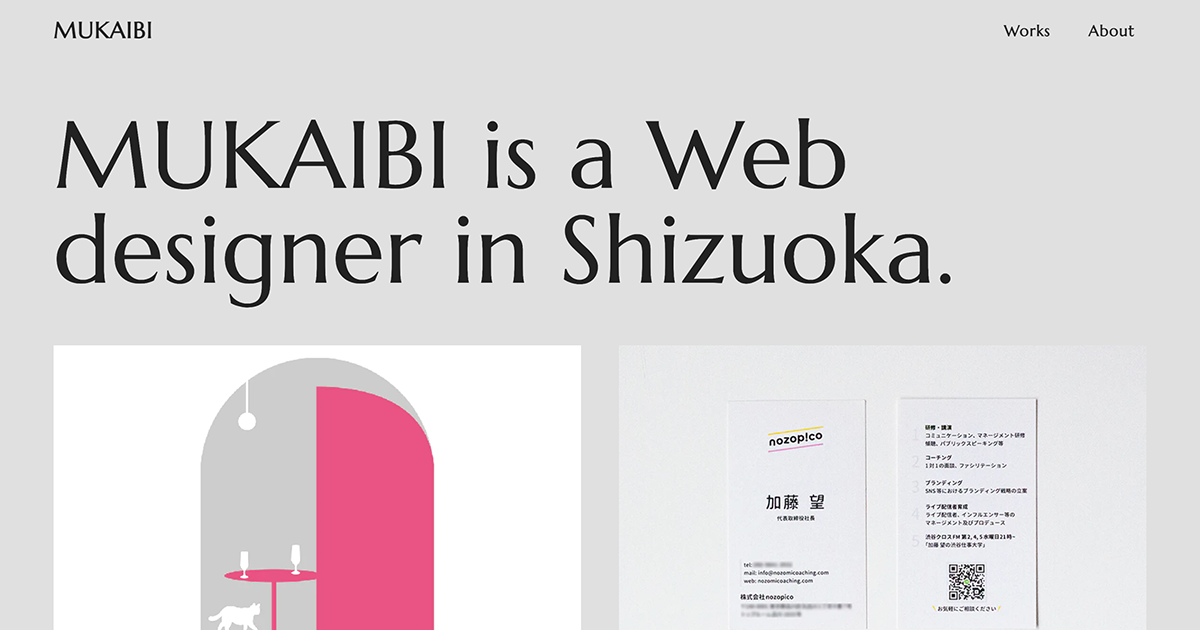 MUKAIBI
Works
About
MUKAIBI is a Web
designer in Shizuoka.
nozop!co
加藤 望
代表取締役社長
tel:
mail: info@nozomicoaching.com
web: nozomicoaching.com
株式会社nozopico
1 研修・講演
コミュニケーション、マネージメント研修
傾聴、パブリックスピーキング等
2 コーチング
1対1の面談、ファシリテーション
3 ブランディング
SNS等におけるブランディング戦略の立案
4 ライブ配信者育成
ライブ配信者、インフルエンサー等の
マネージメント及びプロデュース
5 渋谷クロスFM 第2, 4, 5水曜日21時~
「加藤 望の渋谷仕事大学」
お気軽にご相談ください